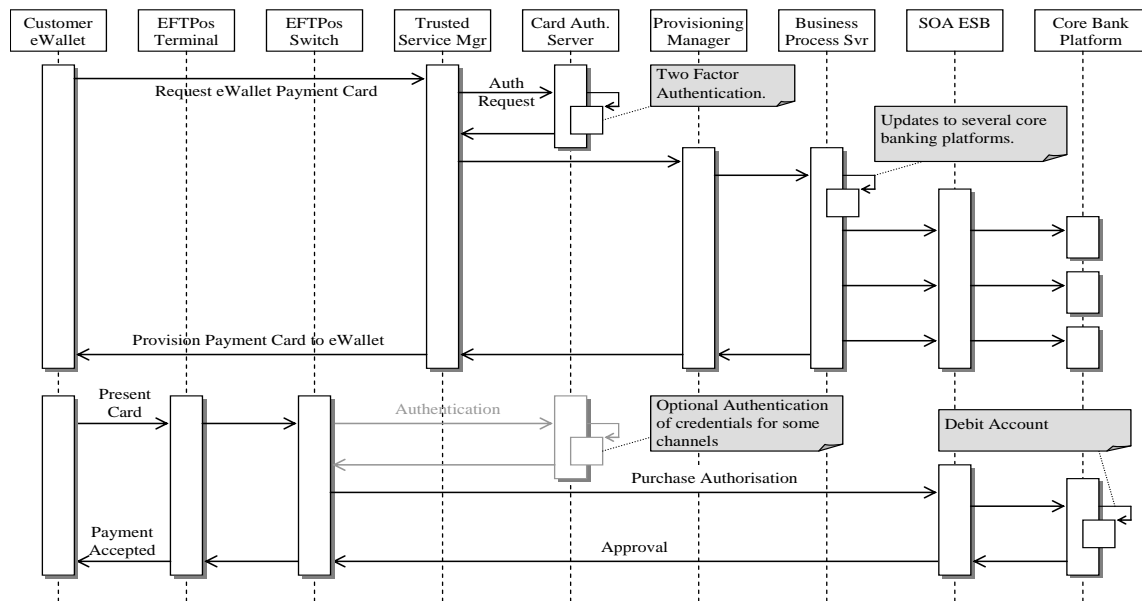 Customer
eWallet
EFTPos
Terminal
EFTPos
Switch
Trusted
Service Mgr
Card Auth.
Server
Provisioning
Manager
Business
Process Svr
SOA ESB
Core Bank
Platform
Request eWallet Payment Card
Auth
Request
Two Factor
Authentication.
Updates to several core
banking platforms.
Provision Payment Card to eWallet
Present
Card
Authentication
Optional Authentication
of credentials for some
channels
Debit Account
Purchase Authorisation
Payment
Accepted
Approval